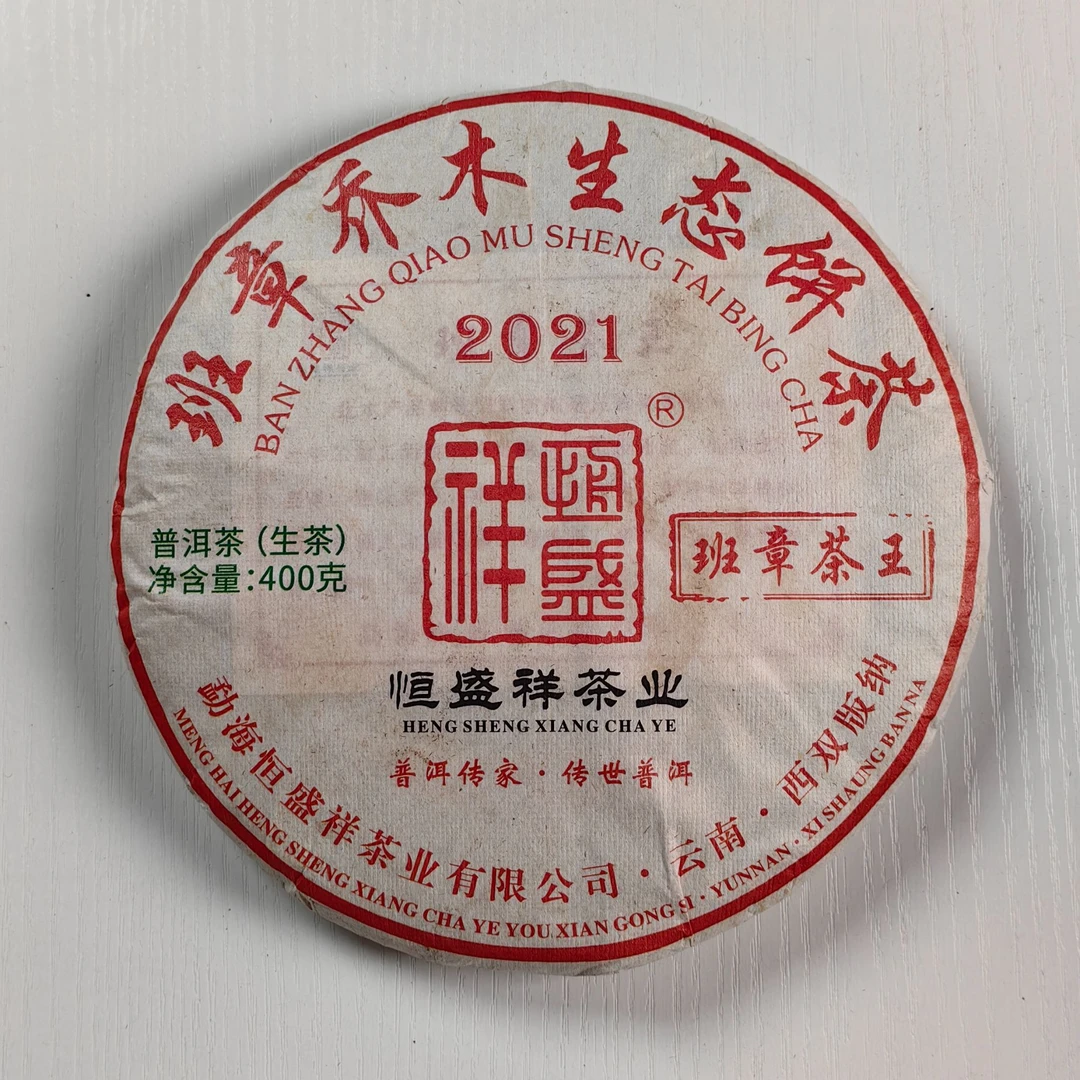 班章乔木生态饼茶
BAN ZHANG QIAO MU SHENG TAI BING CHA
2021
®
恒盛祥
普洱茶（生茶）
净含量：400克
班章茶王
恒盛祥茶业
HENG SHENG XIANG CHA YE
普洱传家·传世普洱
勐海恒盛祥茶业有限公司·云南·西双版纳
MENG HAI HENG SHENG XIANG CHA YE YOU XIAN GONG SI·YUNNAN·XI SHAUNG BAN NA